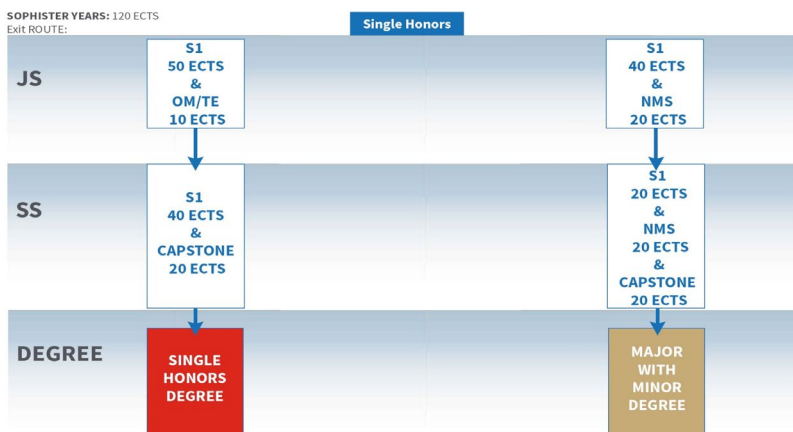 SOPHISTER YEARS: 120 ECTS
Exit ROUTE:
Single Honors
JS
S1
50 ECTS
&
OM/TE
10 ECTS
S1
40 ECTS
&
NMS
20 ECTS
SS
S1
40 ECTS
&
CAPSTONE
20 ECTS
S1
20 ECTS
&
NMS
20 ECTS
&
CAPSTONE
20 ECTS
DEGREE
SINGLE
HONORS
DEGREE
MAJOR
WITH
MINOR
DEGREE